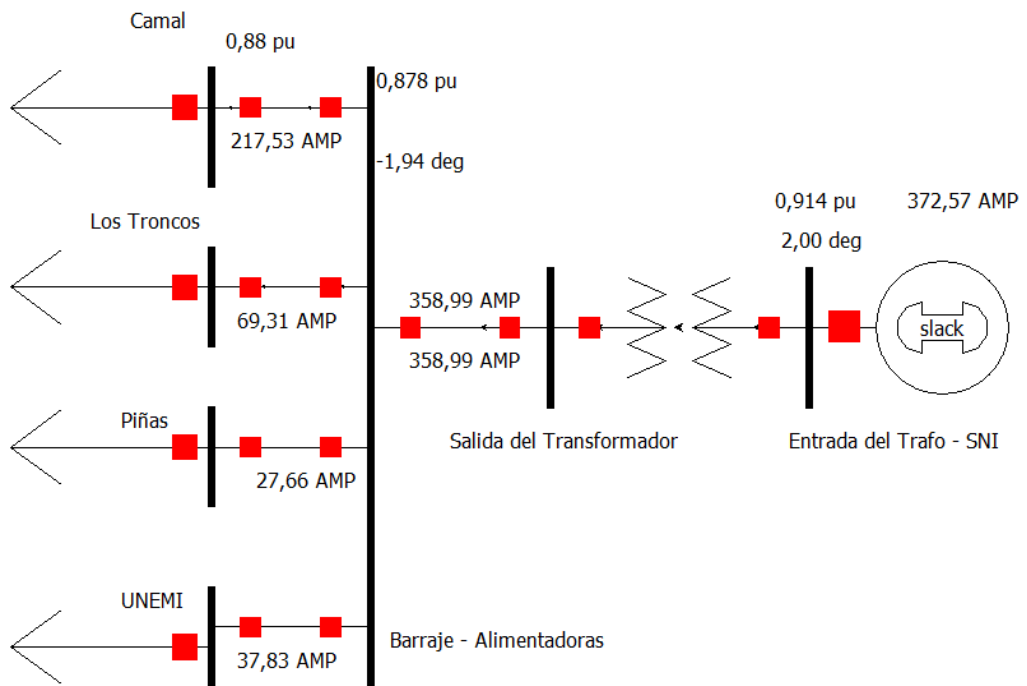 Camal
0,88 pu
0,878 pu
217,53 AMP
-1,94 deg
Los Troncos
0,914 pu
372,57 AMP
2,00 deg
69,31 AMP
358,99 AMP
slack
358,99 AMP
Piñas
Salida del Transformador
Entrada del Trafo - SNI
27,66 AMP
UNEMI
Barraje - Alimentadoras
37,83 AMP